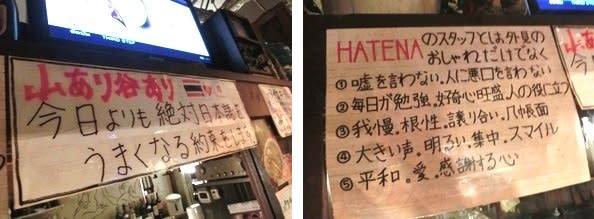 山あり谷あり
今日よりも絶対日本語を
うまくなる約束をする
HATENAのスタッフとは、外見の
おしゃれだけでなく
①嘘を言わない。人に悪口を言わない
②毎日が勉強。好奇心旺盛。人の役に立つ
③我慢。根性。譲り合い。几帳面
④大きい声。明るい。集中。スマイル
⑤平和。愛。感謝する心